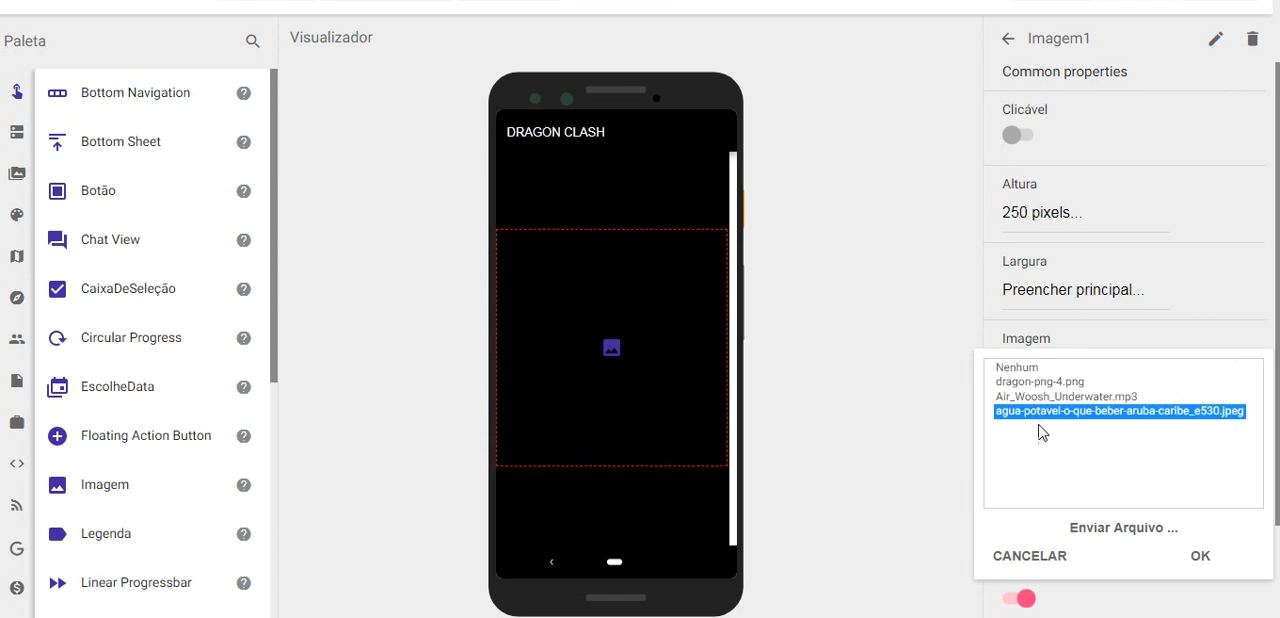 Paleta
Bottom Navigation
Bottom Sheet
Botão
Chat View
CaixaDeSeleção
Circular Progress
EscolheData
Floating Action Button
Imagem
Legenda
Linear Progressbar
Visualizador
DRAGON CLASH
Imagem1
Common properties
Clicável
Altura
250 pixels...
Largura
Preencher principal...
Imagem
Nenhum
dragon-png-4.png
Air_Woosh_Underwater.mp3
agua-potavel-o-que-beber-aruba-caribe_e530.jpeg
Enviar Arquivo ...
CANCELAR OK